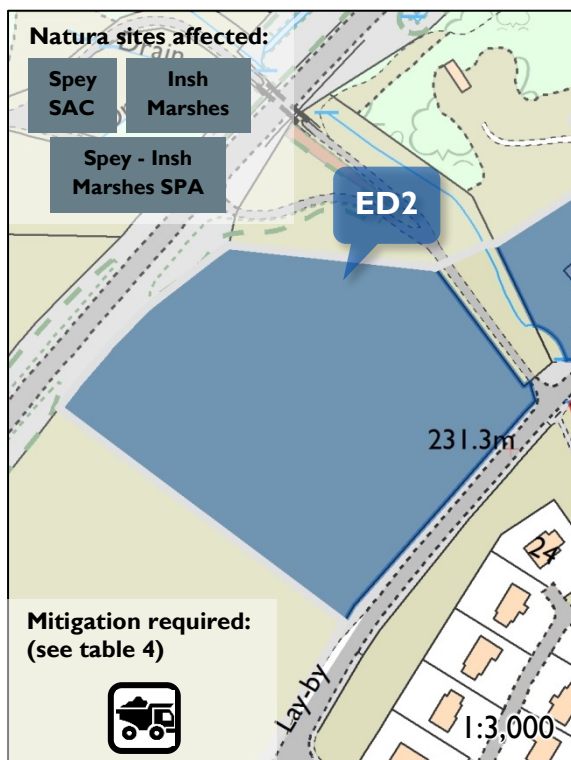 Natura sites affected:
Drain
Spey
SAC
Insh
Marshes
Spey - Insh
Marshes SPA
ED2
231.3m
24
Mitigation required:
(see table 4)
Lay-by
1:3,000